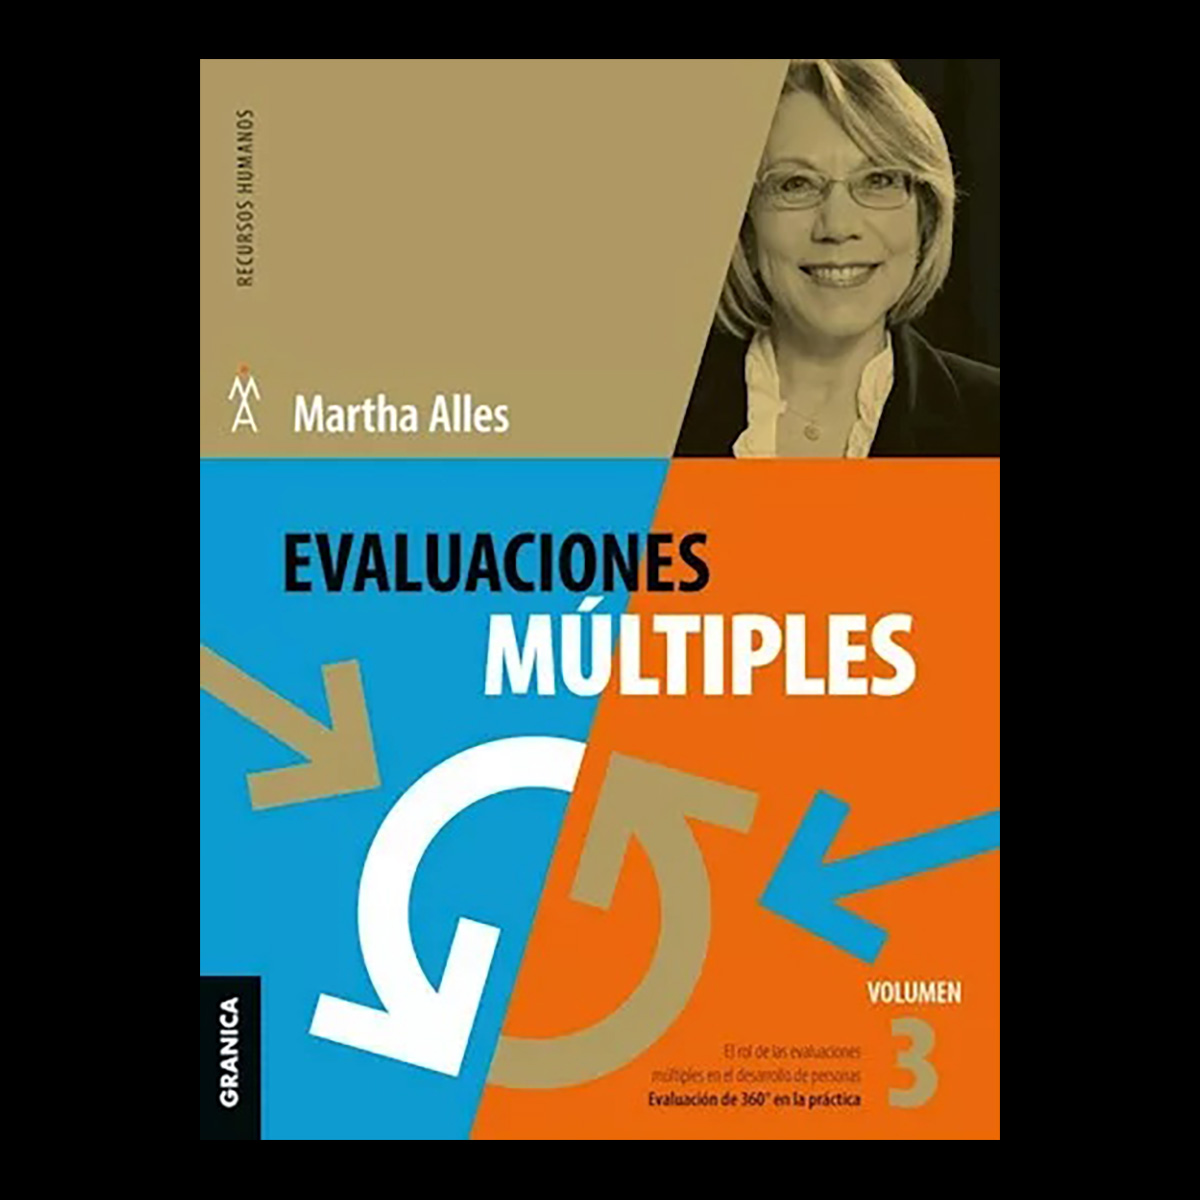 RECURSOS HUMANOS
MA
Martha Alles
EVALUACIONES
MÚLTIPLES
VOLUMEN
3
El rol de las evaluaciones
múltiples en el desarrollo de personas
Evaluación de 360° en la práctica
GRANICA